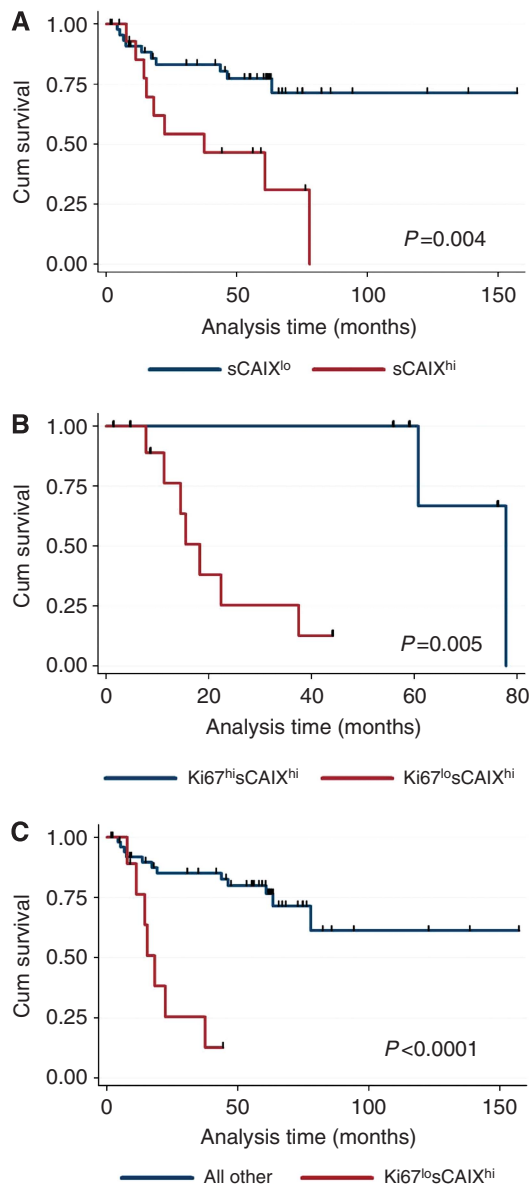 A
1.00
0.75
0.50
0.25
0.00
Cum survival
P=0.004
0 50 100 150
Analysis time (months)
sCAIXlo sCAIXhi
B
1.00
0.75
0.50
0.25
0.00
Cum survival
P=0.005
0 20 40 60 80
Analysis time (months)
Ki67hisCAIXhi Ki67losCAIXhi
C
1.00
0.75
0.50
0.25
0.00
Cum survival
P<0.0001
0 50 100 150
Analysis time (months)
All other Ki67losCAIXhi